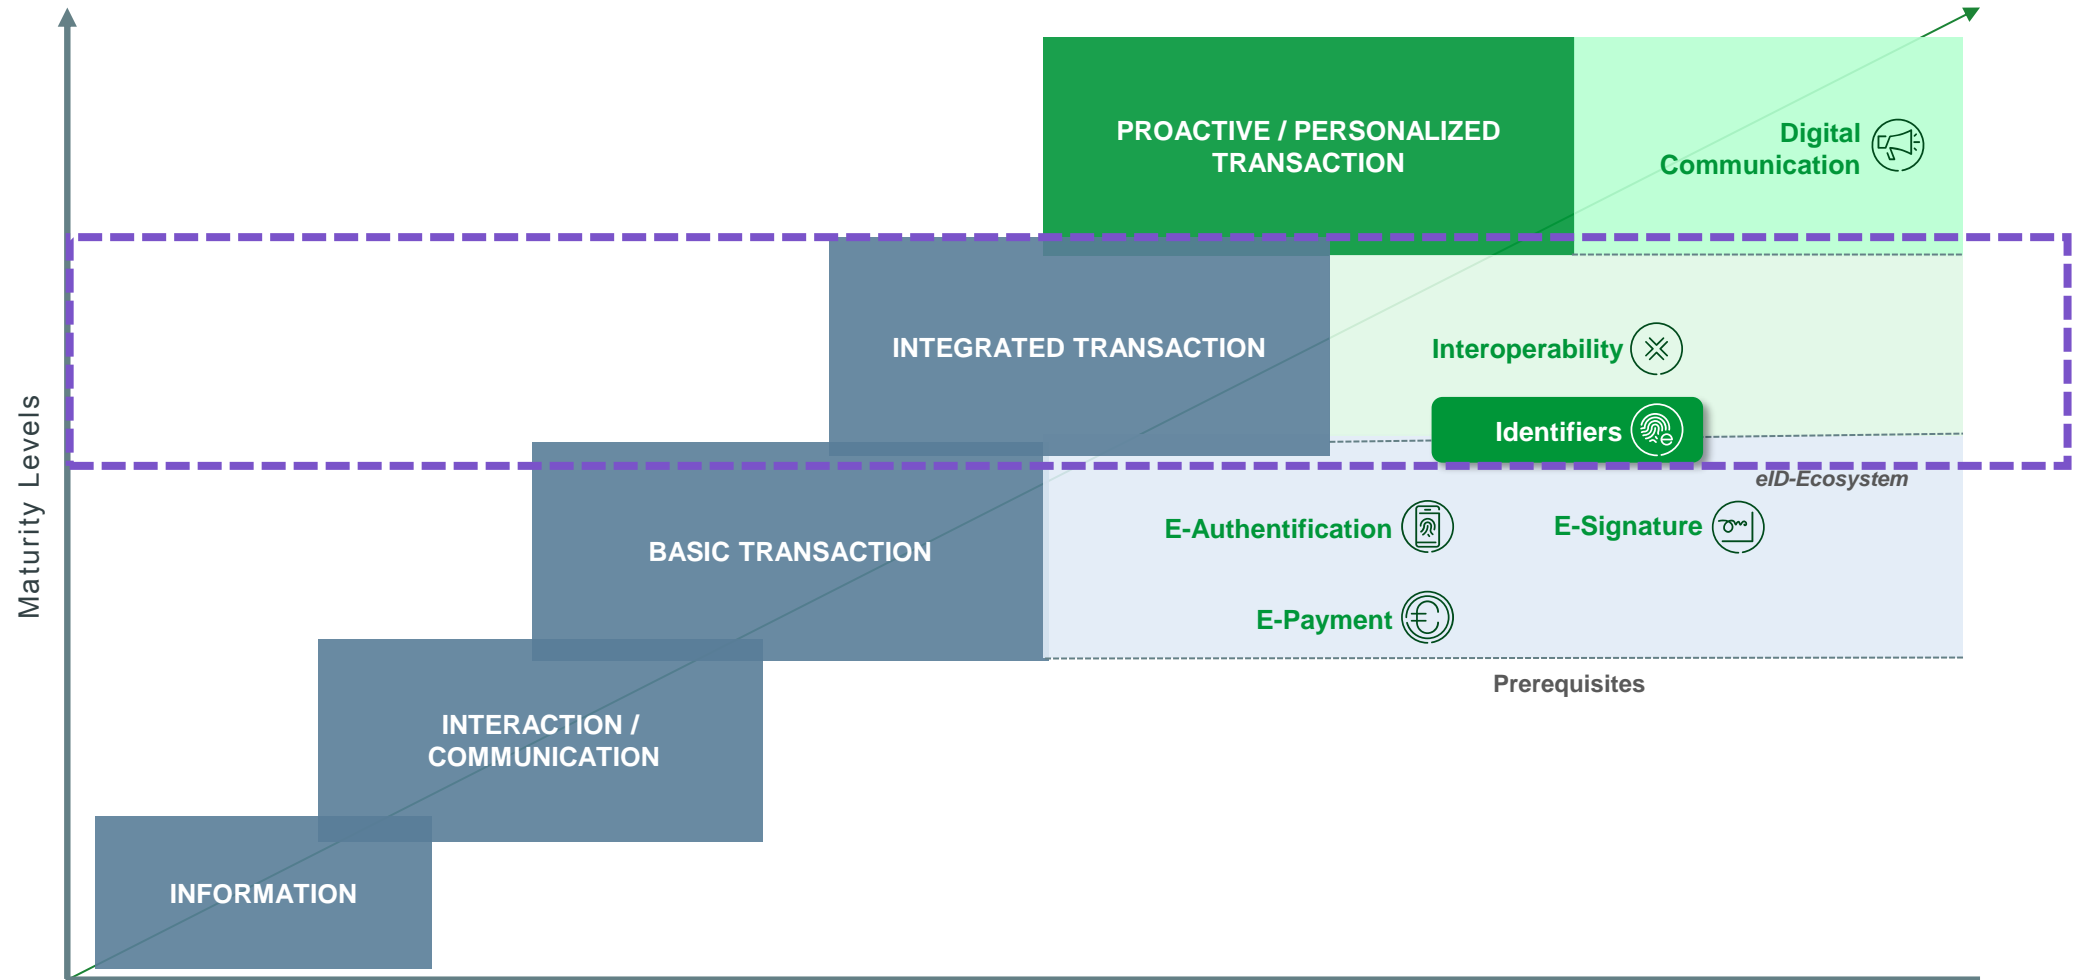 PROACTIVE / PERSONALIZED
TRANSACTION
Digital
Communication
INTEGRATED TRANSACTION
Interoperability
Identifiers
eID-Ecosystem
BASIC TRANSACTION
E-Authentification
E-Signature
E-Payment
Prerequisites
INTERACTION /
COMMUNICATION
INFORMATION
Maturity Levels